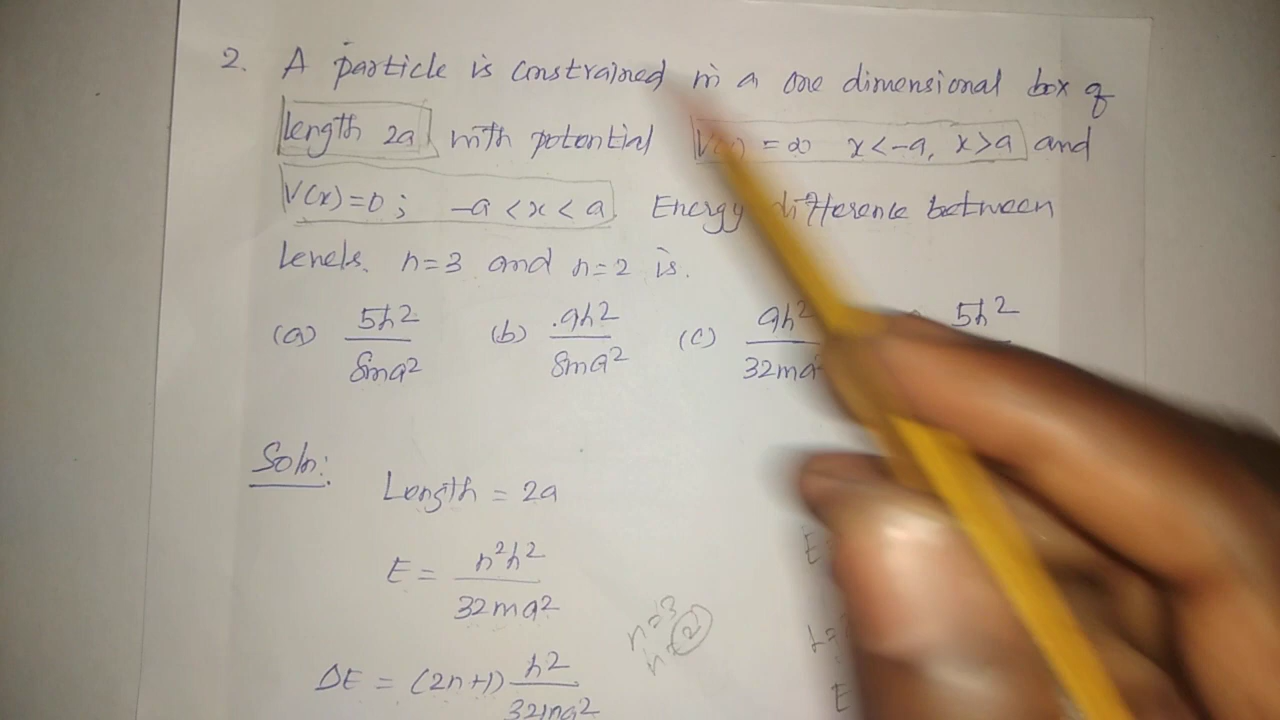 2. A particle is constrained in a one dimensional box of
length 2a with potential = ∞ x<-a, x>a and
V(x)=0; -a<x<a. Energy difference between
levels. n=3 and n=2 is.
(a) 5h²/8ma² (b) 9h²/8ma² (c) 9h²/32ma² 5h²
Soln:
Length = 2a
E = n²h²/32ma²
n=3
n=2
ΔE = (2n+1) h²/32ma²
E
E